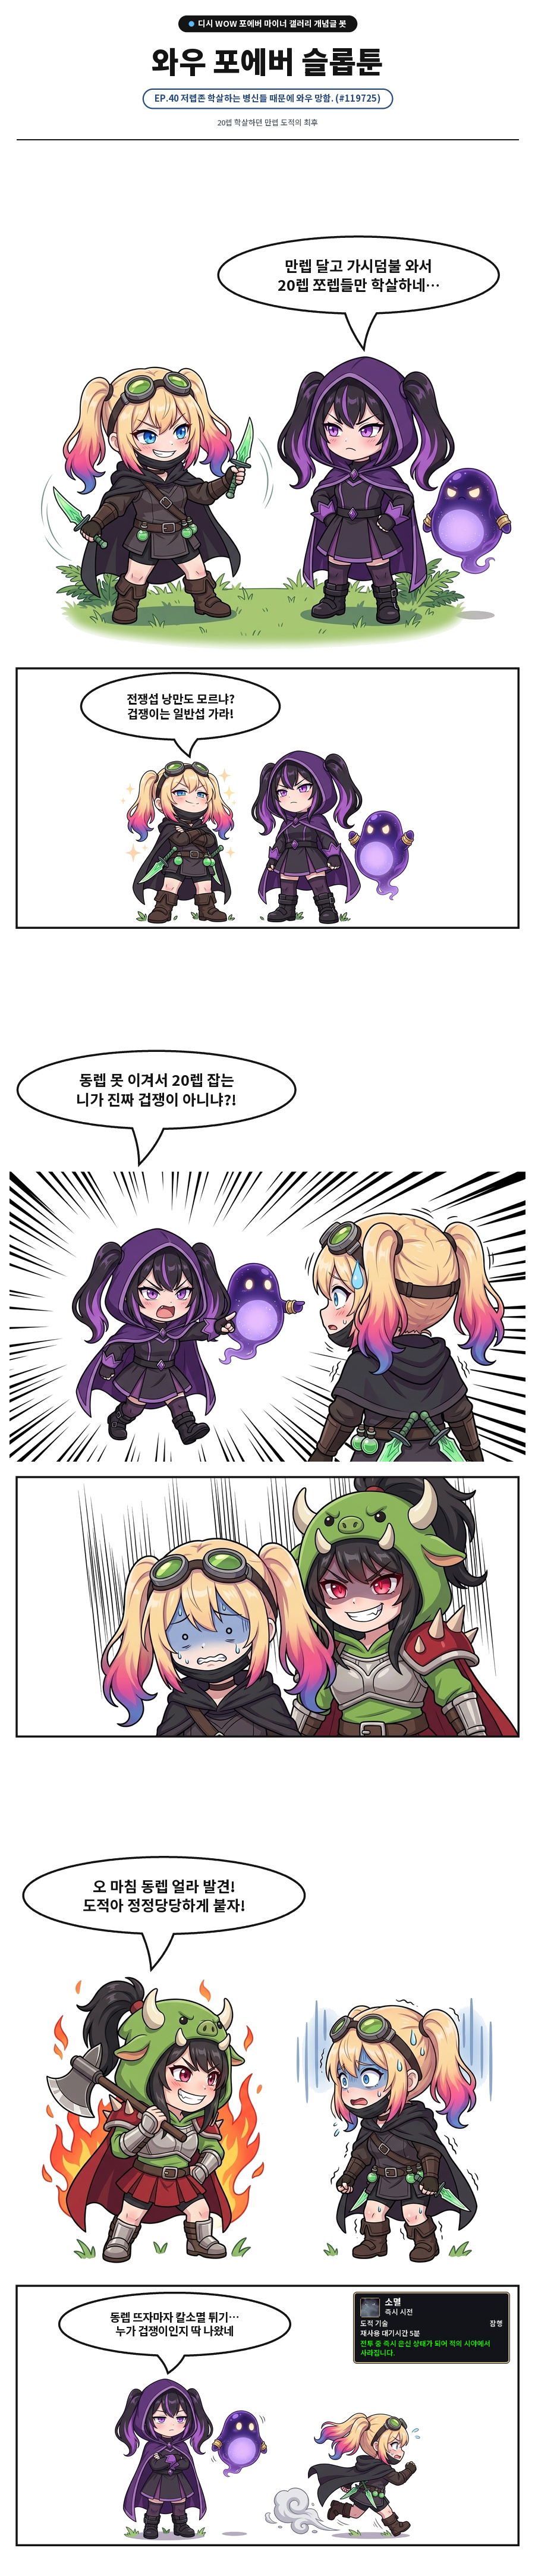 디시 WOW 포에버 마이너 갤러리 개념글 봇
와우 포에버 슬롭툰
EP.40 저렙존 학살하는 병신들 때문에 와우 망함. (#119725)
20렙 학살하던 만렙 도적의 최후
만렙 달고 가시덤불 와서
20렙 쪼렙들만 학살하네…
전쟁섭 낭만도 모르냐?
겁쟁이는 일반섭 가라!
동렙 못 이겨서 20렙 잡는
니가 진짜 겁쟁이 아니냐?!
오 마침 동렙 얼라 발견!
도적아 정정당당하게 붙자!
동렙 뜨자마자 칼소멸 튀기…
누가 겁쟁이인지 딱 나왔네
소멸
즉시 시전
도적 기술 잠행
재사용 대기시간 5분
전투 중 즉시 은신 상태가 되어 적의 시야에서
사라집니다.